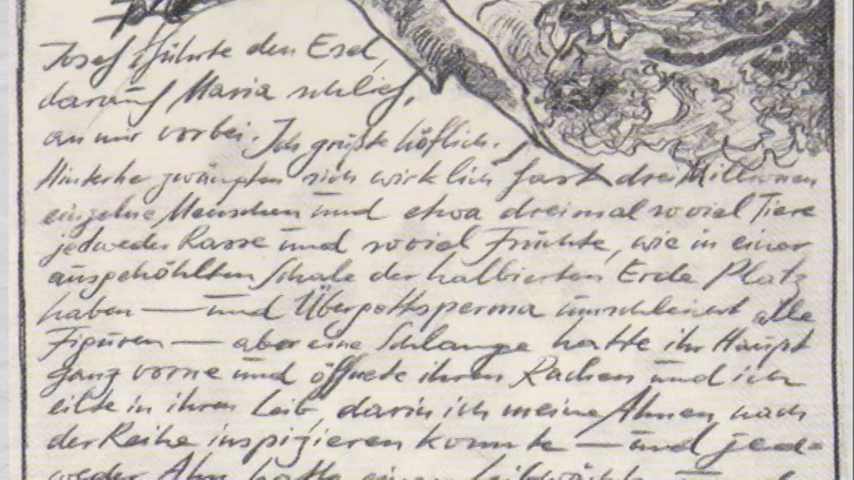 Josef führte den Esel,
darauf Maria schlief,
an mir vorbei. Ich grüßte höflich.
Hinterher zwängten sich wirklich fast drei Millionen
einzelne Menschen und etwa dreimal soviel Tiere
jedweder Rasse und soviel Früchte, wie in einer
ausgehöhlten Schale der halbierten Erde Platz
haben — und Übergottsperma umschleiert alle
Figuren — aber eine Schlange hatte ihr Haupt
ganz vorne und öffnete ihren Rachen und ich
eilte in ihren Leib, darin ich meine Ahnen nach
der Reihe inspizieren konnte — und jed-
weder Ahn hatte einen